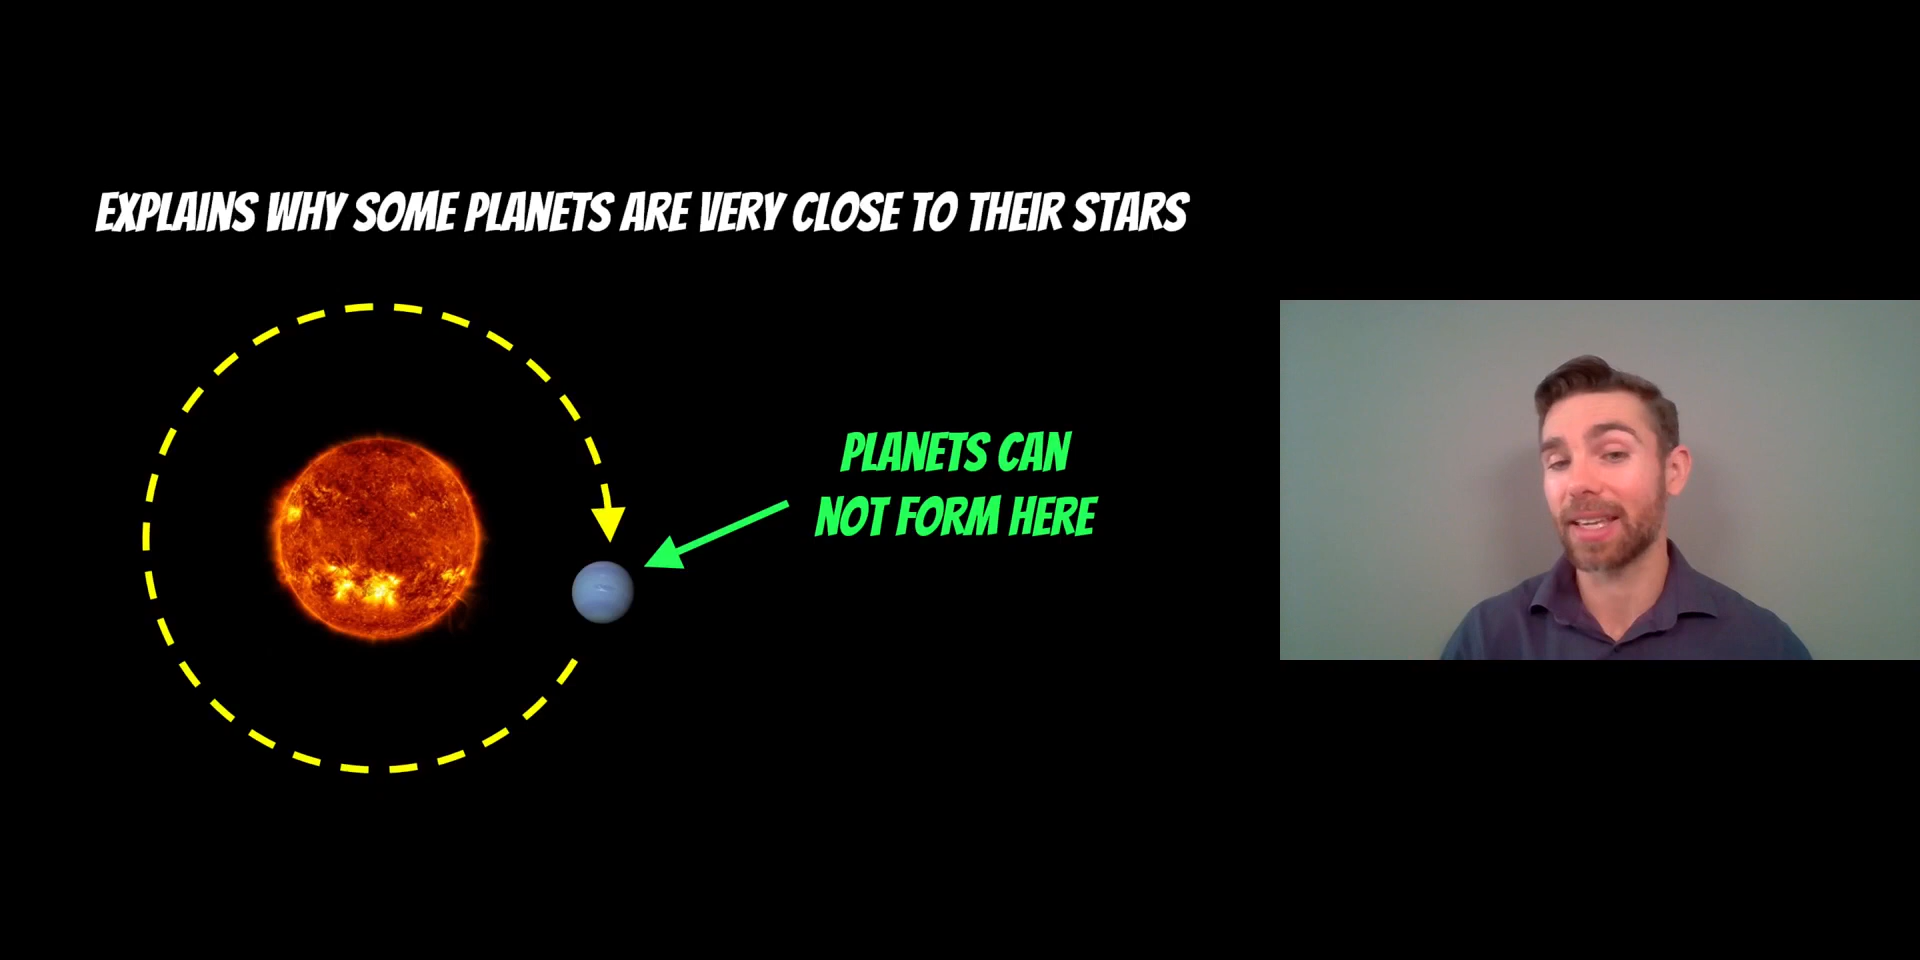 EXPLAINS WHY SOME PLANETS ARE VERY CLOSE TO THEIR STARS
PLANETS CAN
NOT FORM HERE